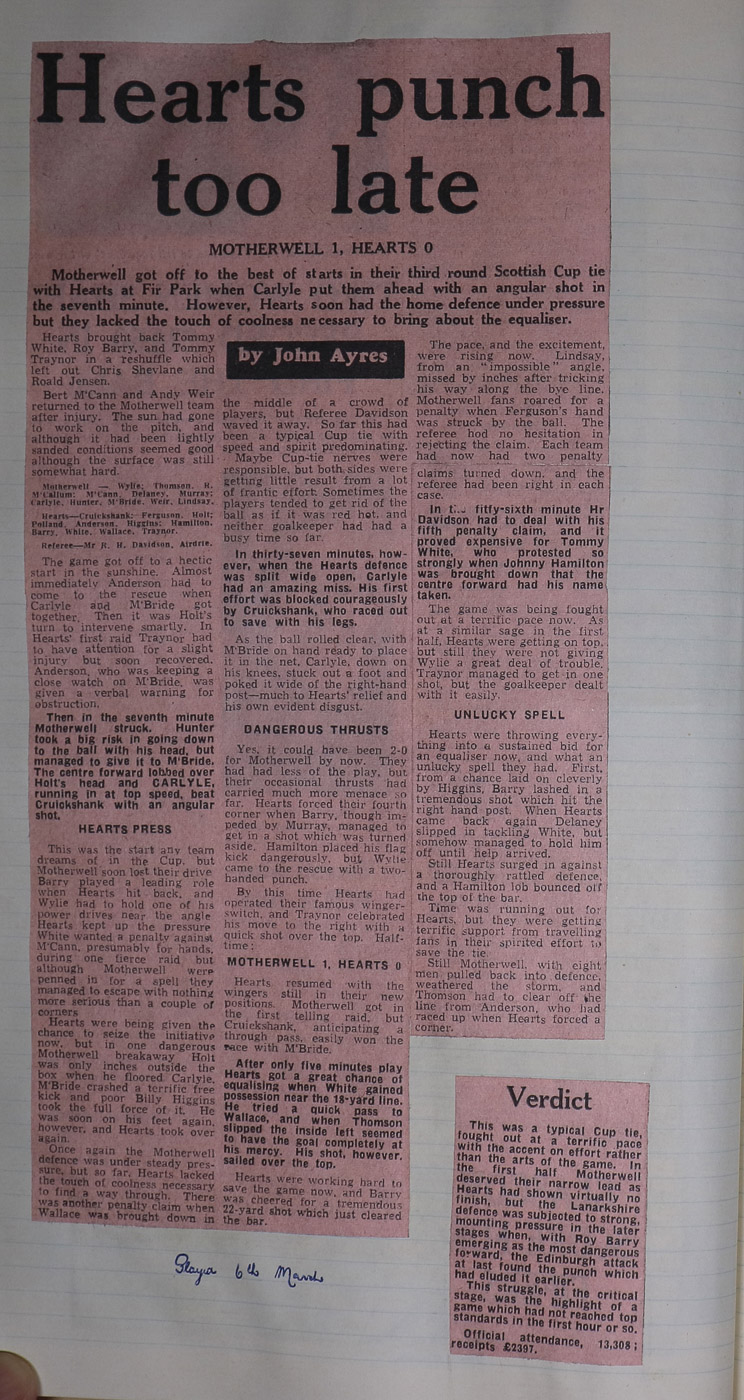 Hearts punch
too late
MOTHERWELL 1, HEARTS 0
Motherwell got off to the best of starts in their third round Scottish Cup tie
with Hearts at Fir Park when Carlyle put them ahead with an angular shot in
the seventh minute. However, Hearts soon had the home defence under pressure
but they lacked the touch of coolness necessary to bring about the equaliser.
Hearts brought back Tommy
White, Roy Barry, and Tommy
Traynor in a reshuffle which
left out Chris Shevlane and
Roald Jensen.
Bert M'Cann and Andy Weir
returned to the Motherwell team
after injury. The sun had gone
to work on the pitch, and
although it had been lightly
sanded conditions seemed good
although the surface was still
somewhat hard.
Motherwell — Wylie; Thomson, R.
M'Callum; M'Cann, Delaney, Murray;
Carlyle, Hunter, M'Bride, Weir, Lindsay.
Hearts—Cruickshank; Ferguson, Holt;
Polland, Anderson, Higgins; Hamilton,
Barry, White, Wallace, Traynor.
Referee—Mr R. H. Davidson, Airdrie.
The game got off to a hectic
start in the sunshine. Almost
immediately Anderson had to
come to the rescue when
Carlyle and M'Bride got
together. Then it was Holt's
turn to intervene smartly. In
Hearts' first raid Traynor had
to have attention for a slight
injury but soon recovered.
Anderson, who was keeping a
close watch on M'Bride, was
given a verbal warning for
obstruction.
Then in the seventh minute
Motherwell struck. Hunter
took a big risk in going down
to the ball with his head, but
managed to give it to M'Bride.
The centre forward lobbed over
Holt's head and CARLYLE,
running in at top speed, beat
Cruickshank with an angular
shot.
HEARTS PRESS
This was the start any team
dreams of in the Cup, but
Motherwell soon lost their drive
Barry played a leading role
when Hearts hit back, and
Wylie had to hold one of his
power drives near the angle
Hearts kept up the pressure
White wanted a penalty against
M'Cann, presumably for hands,
during one fierce raid but
although Motherwell were
penned in for a spell they
managed to escape with nothing
more serious than a couple of
corners
Hearts were being given the
chance to seize the initiative
now, but in one dangerous
Motherwell breakaway Holt
was only inches outside the
box when he floored Carlyle.
M'Bride crashed a terrific free
kick and poor Billy Higgins
took the full force of it. He
was soon on his feet again,
however, and Hearts took over
again.
Once again the Motherwell
defence was under steady pres-
sure, but so far, Hearts lacked
the touch of coolness necessary
to find a way through. There
was another penalty claim when
Wallace was brought down in
by John Ayres
the middle of a crowd of
players, but Referee Davidson
waved it away. So far this had
been a typical Cup tie with
speed and spirit predominating.
Maybe Cup-tie nerves were
responsible, but both sides were
getting little result from a lot
of frantic effort. Sometimes the
players tended to get rid of the
ball as if it was red hot, and
neither goalkeeper had had a
busy time so far.
In thirty-seven minutes, how-
ever, when the Hearts defence
was split wide open, Carlyle
had an amazing miss. His first
effort was blocked courageously
by Cruickshank, who raced out
to save with his legs.
As the ball rolled clear, with
M'Bride on hand ready to place
it in the net, Carlyle, down on
his knees, stuck out a foot and
poked it wide of the right-hand
post—much to Hearts' relief and
his own evident disgust.
DANGEROUS THRUSTS
Yes, it could have been 2-0
for Motherwell by now. They
had had less of the play, but
their occasional thrusts had
carried much more menace so
far. Hearts forced their fourth
corner when Barry, though im-
peded by Murray, managed to
get in a shot which was turned
aside. Hamilton placed his flag
kick dangerously, but Wylie
came to the rescue with a two-
handed punch.
By this time Hearts had
operated their famous winger-
switch, and Traynor celebrated
his move to the right with a
quick shot over the top. Half-
time:
MOTHERWELL 1, HEARTS 0
Hearts resumed with the
wingers still in their new
positions. Motherwell got in
the first telling raid, but
Cruickshank, anticipating a
through pass, easily won the
race with M'Bride.
After only five minutes play
Hearts got a great chance of
equalising when White gained
possession near the 18-yard line.
He tried a quick pass to
Wallace, and when Thomson
slipped the inside left seemed
to have the goal completely at
his mercy. His shot, however,
sailed over the top.
Hearts were working hard to
save the game now, and Barry
was cheered for a tremendous
22-yard shot which just cleared
the bar.
The pace, and the excitement,
were rising now. Lindsay,
from an "impossible" angle,
missed by inches after tricking
his way along the bye line.
Motherwell fans roared for a
penalty when Ferguson's hand
was struck by the ball. The
referee hod no hesitation in
rejecting the claim. Each team
had now had two penalty
claims turned down, and the
referee had been right in each
case.
In the fifty-sixth minute Mr
Davidson had to deal with his
fifth penalty claim, and it
proved expensive for Tommy
White, who protested so
strongly when Johnny Hamilton
was brought down that the
centre forward had his name
taken.
The game was being fought
out at a terrific pace now. As
at a similar sage in the first
half, Hearts were getting on top,
but still they were not giving
Wylie a great deal of trouble.
Traynor managed to get in one
shot, but the goalkeeper dealt
with it easily.
UNLUCKY SPELL
Hearts were throwing every-
thing into a sustained bid for
an equaliser now, and what an
unlucky spell they had. First,
from a chance laid on cleverly
by Higgins, Barry lashed in a
tremendous shot which hit the
right hand post. When Hearts
came back again Delaney
slipped in tackling White, but
somehow managed to hold him
off until help arrived.
Still Hearts surged in against
a thoroughly rattled defence,
and a Hamilton lob bounced off
the top of the bar.
Time was running out for
Hearts, but they were getting
terrific support from travelling
fans in their spirited effort to
save the tie.
Still Motherwell, with eight
men pulled back into defence,
weathered the storm, and
Thomson had to clear off the
line from Anderson, who had
raced up when Hearts forced a
corner.
Verdict
This was a typical Cup tie,
fought out at a terrific pace
with the accent on effort rather
than the arts of the game. In
the first half Motherwell
deserved their narrow lead as
Hearts had shown virtually no
finish, but the Lanarkshire
defence was subjected to strong,
mounting pressure in the later
stages when, with Roy Barry
emerging as the most dangerous
forward, the Edinburgh attack
at last found the punch which
had eluded it earlier.
This struggle, at the critical
stage, was the highlight of a
game which had not reached top
standards in the first hour or so.
Official attendance, 13,308;
receipts £2397.
Played 6th March